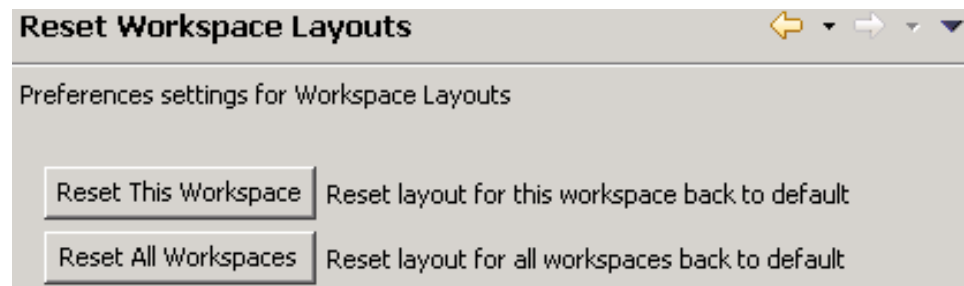 Reset Workspace Layouts
Preferences settings for Workspace Layouts
Reset This Workspace Reset layout for this workspace back to default
Reset All Workspaces Reset layout for all workspaces back to default